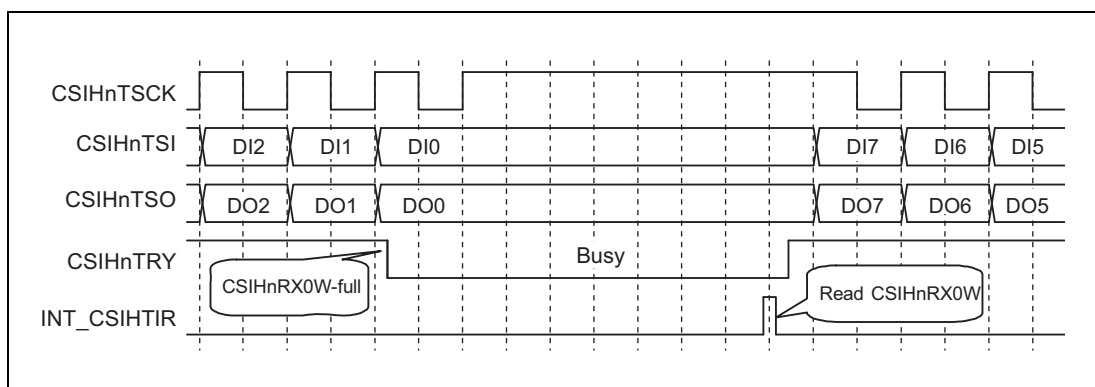 CSIHnTSCK
CSIHnTSI DI2 DI1 DI0 DI7 DI6 DI5
CSIHnTSO DO2 DO1 DO0 DO7 DO6 DO5
CSIHnTRY Busy
CSIHnRX0W-full
Read CSIHnRX0W
INT_CSIHTIR